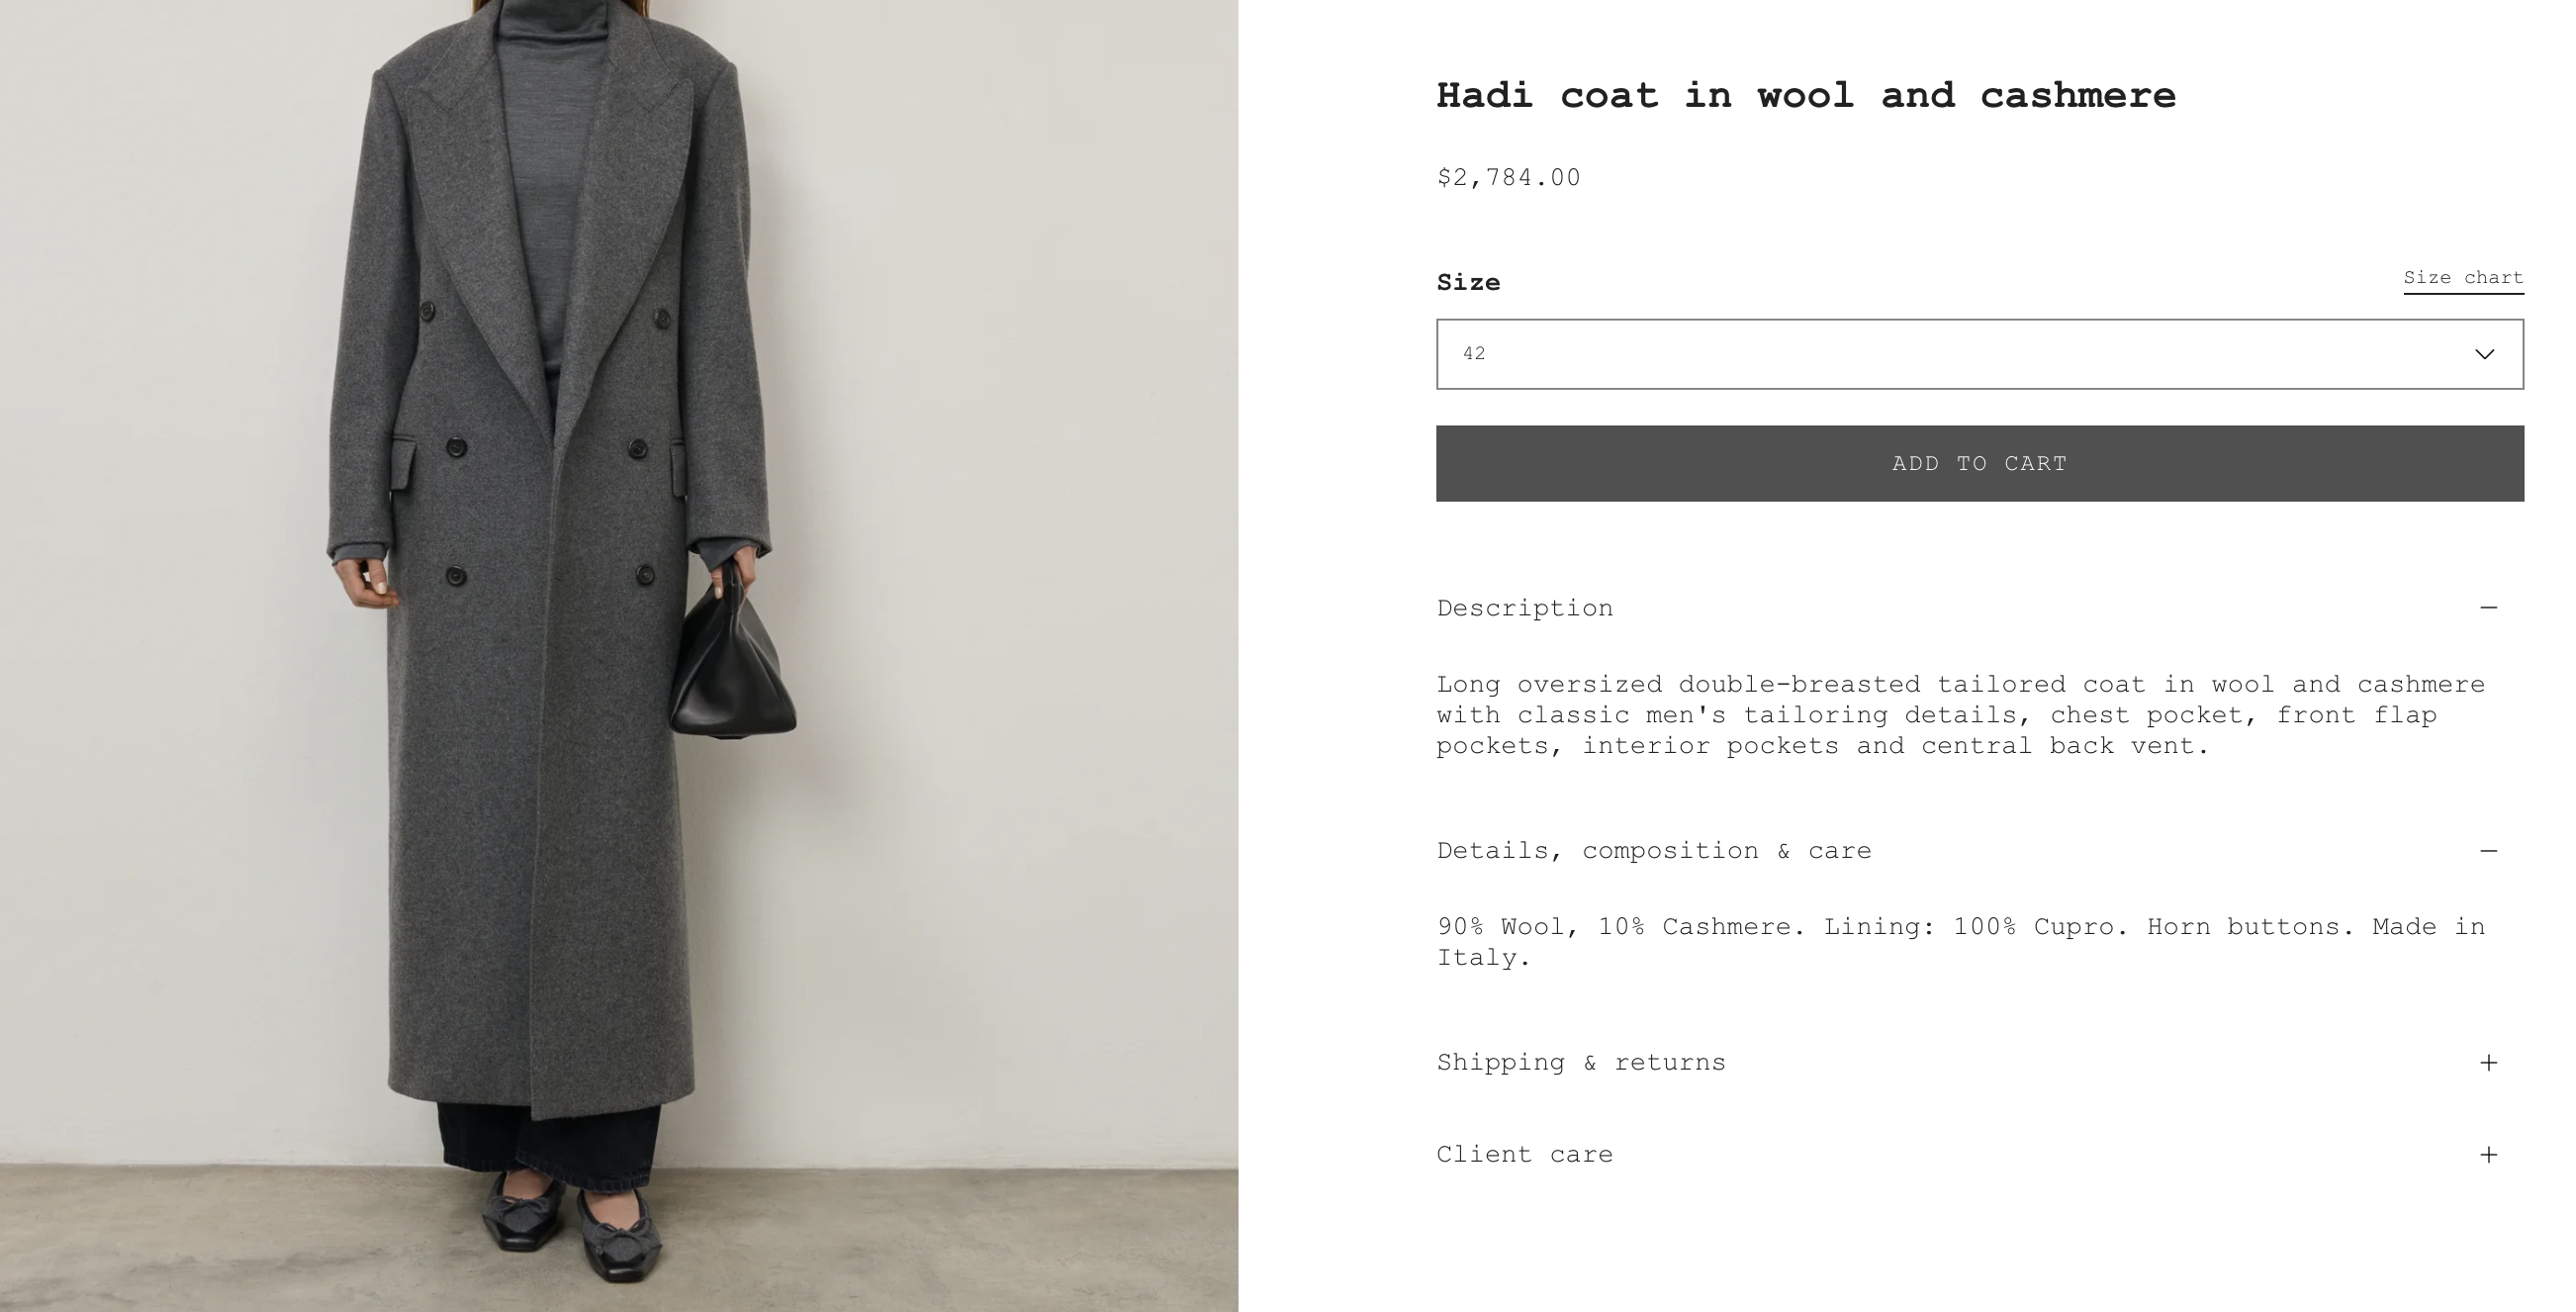 Hadi coat in wool and cashmere
$2,784.00
Size
Size chart
42
ADD TO CART
Description
Long oversized double-breasted tailored coat in wool and cashmere
with classic men's tailoring details, chest pocket, front flap
pockets, interior pockets and central back vent.
Details, composition & care
90% Wool, 10% Cashmere. Lining: 100% Cupro. Horn buttons. Made in
Italy.
Shipping & returns
Client care